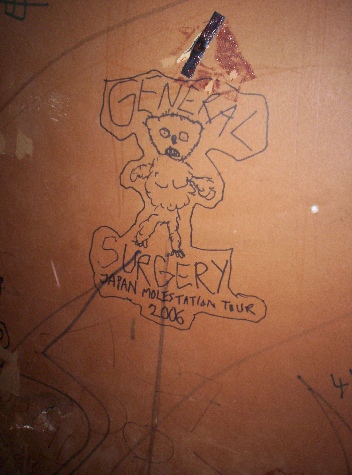 GENERAL
SURGERY
JAPAN MOLESTATION TOUR
2006